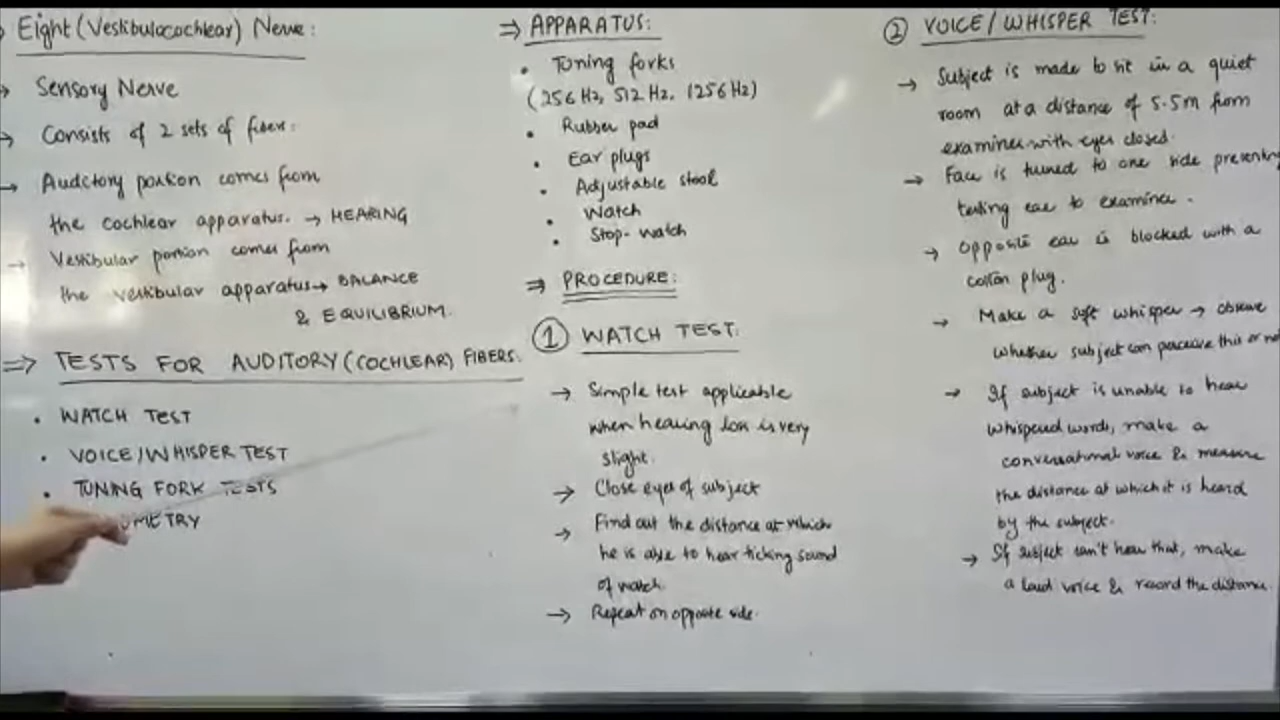 Eight (Vestibulocochlear) Nerve:
→ Sensory Nerve
→ Consists of 2 sets of fibers:
→ Auditory portion comes from
the cochlear apparatus. → HEARING
→ Vestibular portion comes from
the vestibular apparatus → BALANCE
& EQUILIBRIUM.
⇒ TESTS FOR AUDITORY (COCHLEAR) FIBERS.
• WATCH TEST
• VOICE/WHISPER TEST
• TUNING FORK TESTS
⇒ APPARATUS:
• Tuning forks
(256 Hz, 512 Hz. 1256 Hz)
• Rubber pad
• Ear plugs
• Adjustable stool
• Watch
• Stop-watch
⇒ PROCEDURE:
① WATCH TEST:
→ Simple test applicable
when hearing loss is very
slight.
→ Close eyes of subject
→ Find out the distance at which
he is able to hear ticking sound
of watch.
→ Repeat on opposite side.
② VOICE/WHISPER TEST:
→ Subject is made to sit in a quiet
room at a distance of 5.5m from
examiner with eyes closed.
→ Face is turned to one side presenting
testing ear to examiner.
→ Opposite ear is blocked with a
cotton plug.
→ Make a soft whisper → observe
whether subject can perceive this or not
→ If subject is unable to hear
whispered words, make a
conversational voice & measure
the distance at which it is heard
by the subject.
→ If subject can't hear that, make
a loud voice & record the distance.